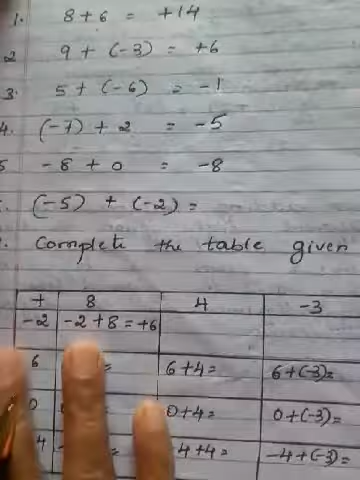 1. 8 + 6 = +14
2 9 + (-3) = +6
3. 5 + (-6) = -1
4. (-7) + 2 = -5
5 -8 + 0 = -8
(-5) + (-2) =
Complete the table given
+ 8 4 -3
-2 -2+8=+6
6 = 6+4= 6+(-3)=
0 0+4= 0+(-3)=
4 4+4= -4+(-3)=